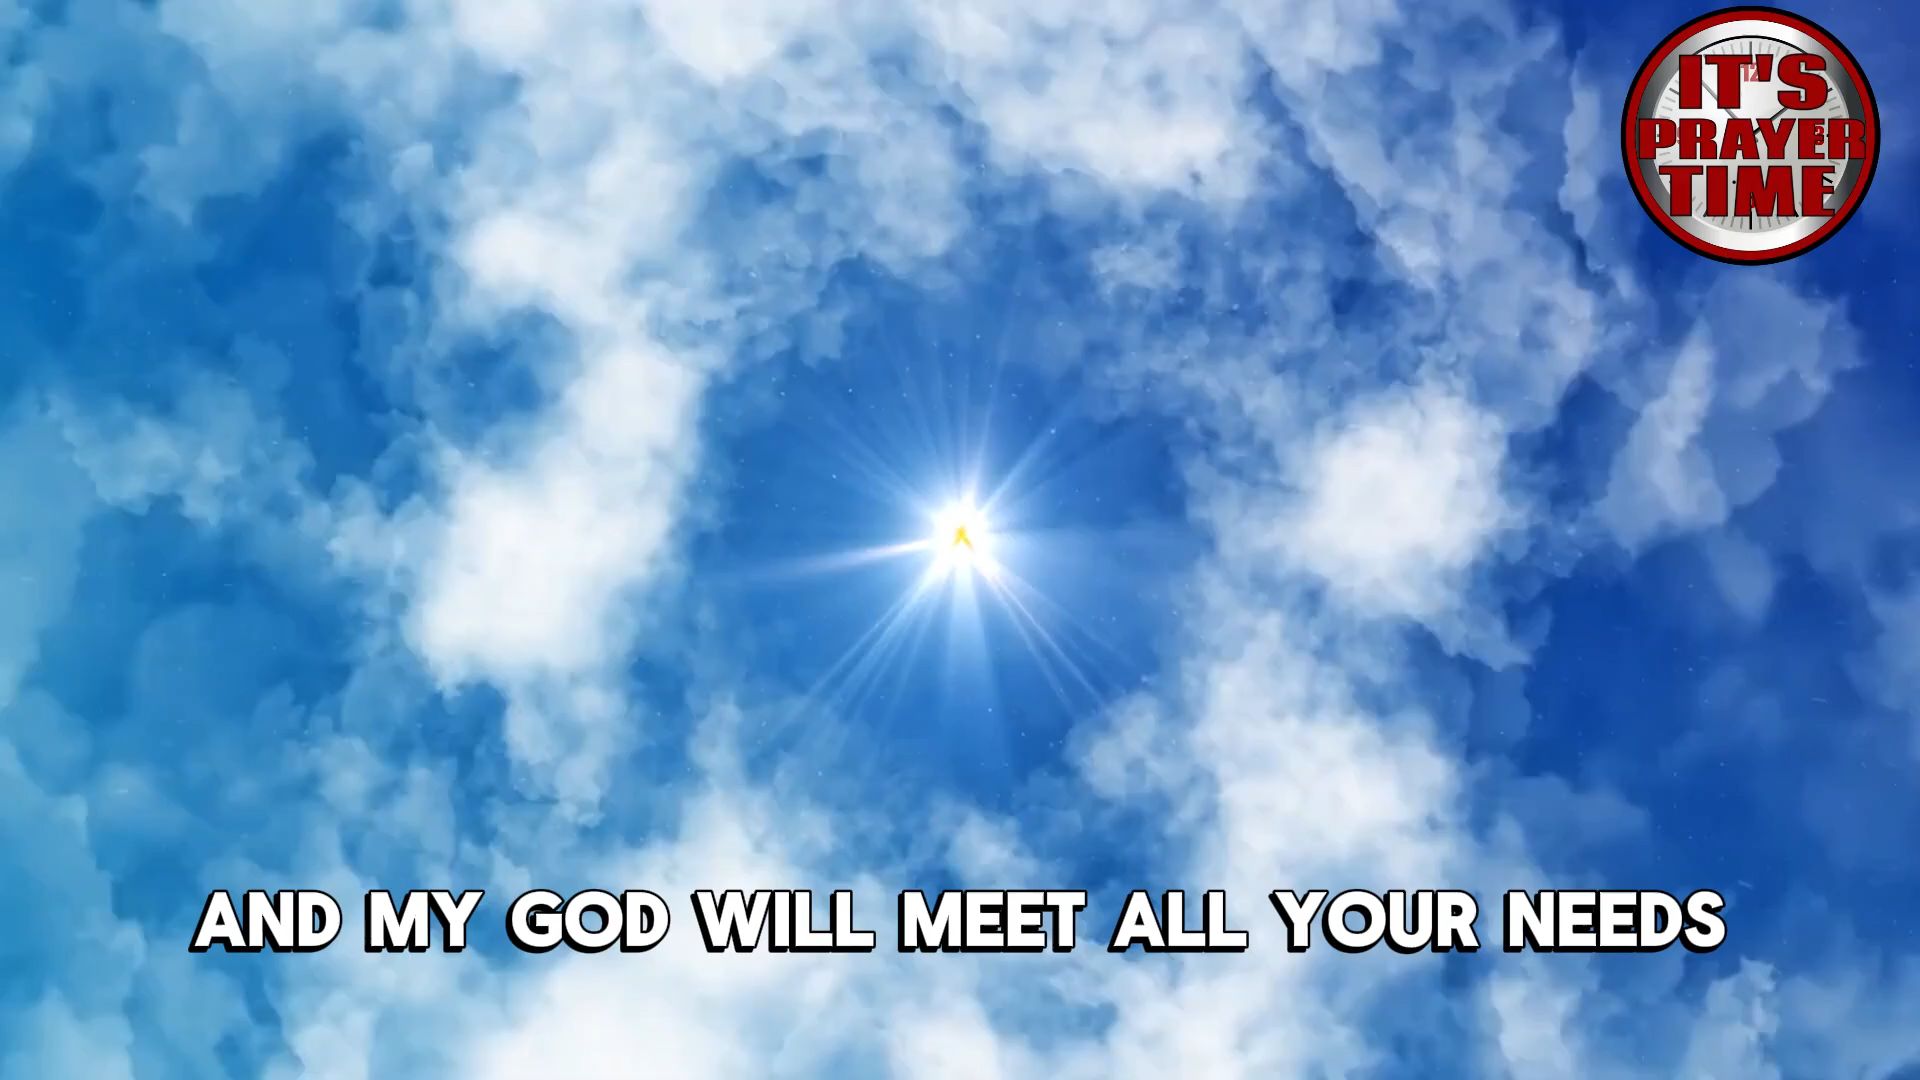 IT'S
PRAYER
TIME
AND MY GOD WILL MEET ALL YOUR NEEDS